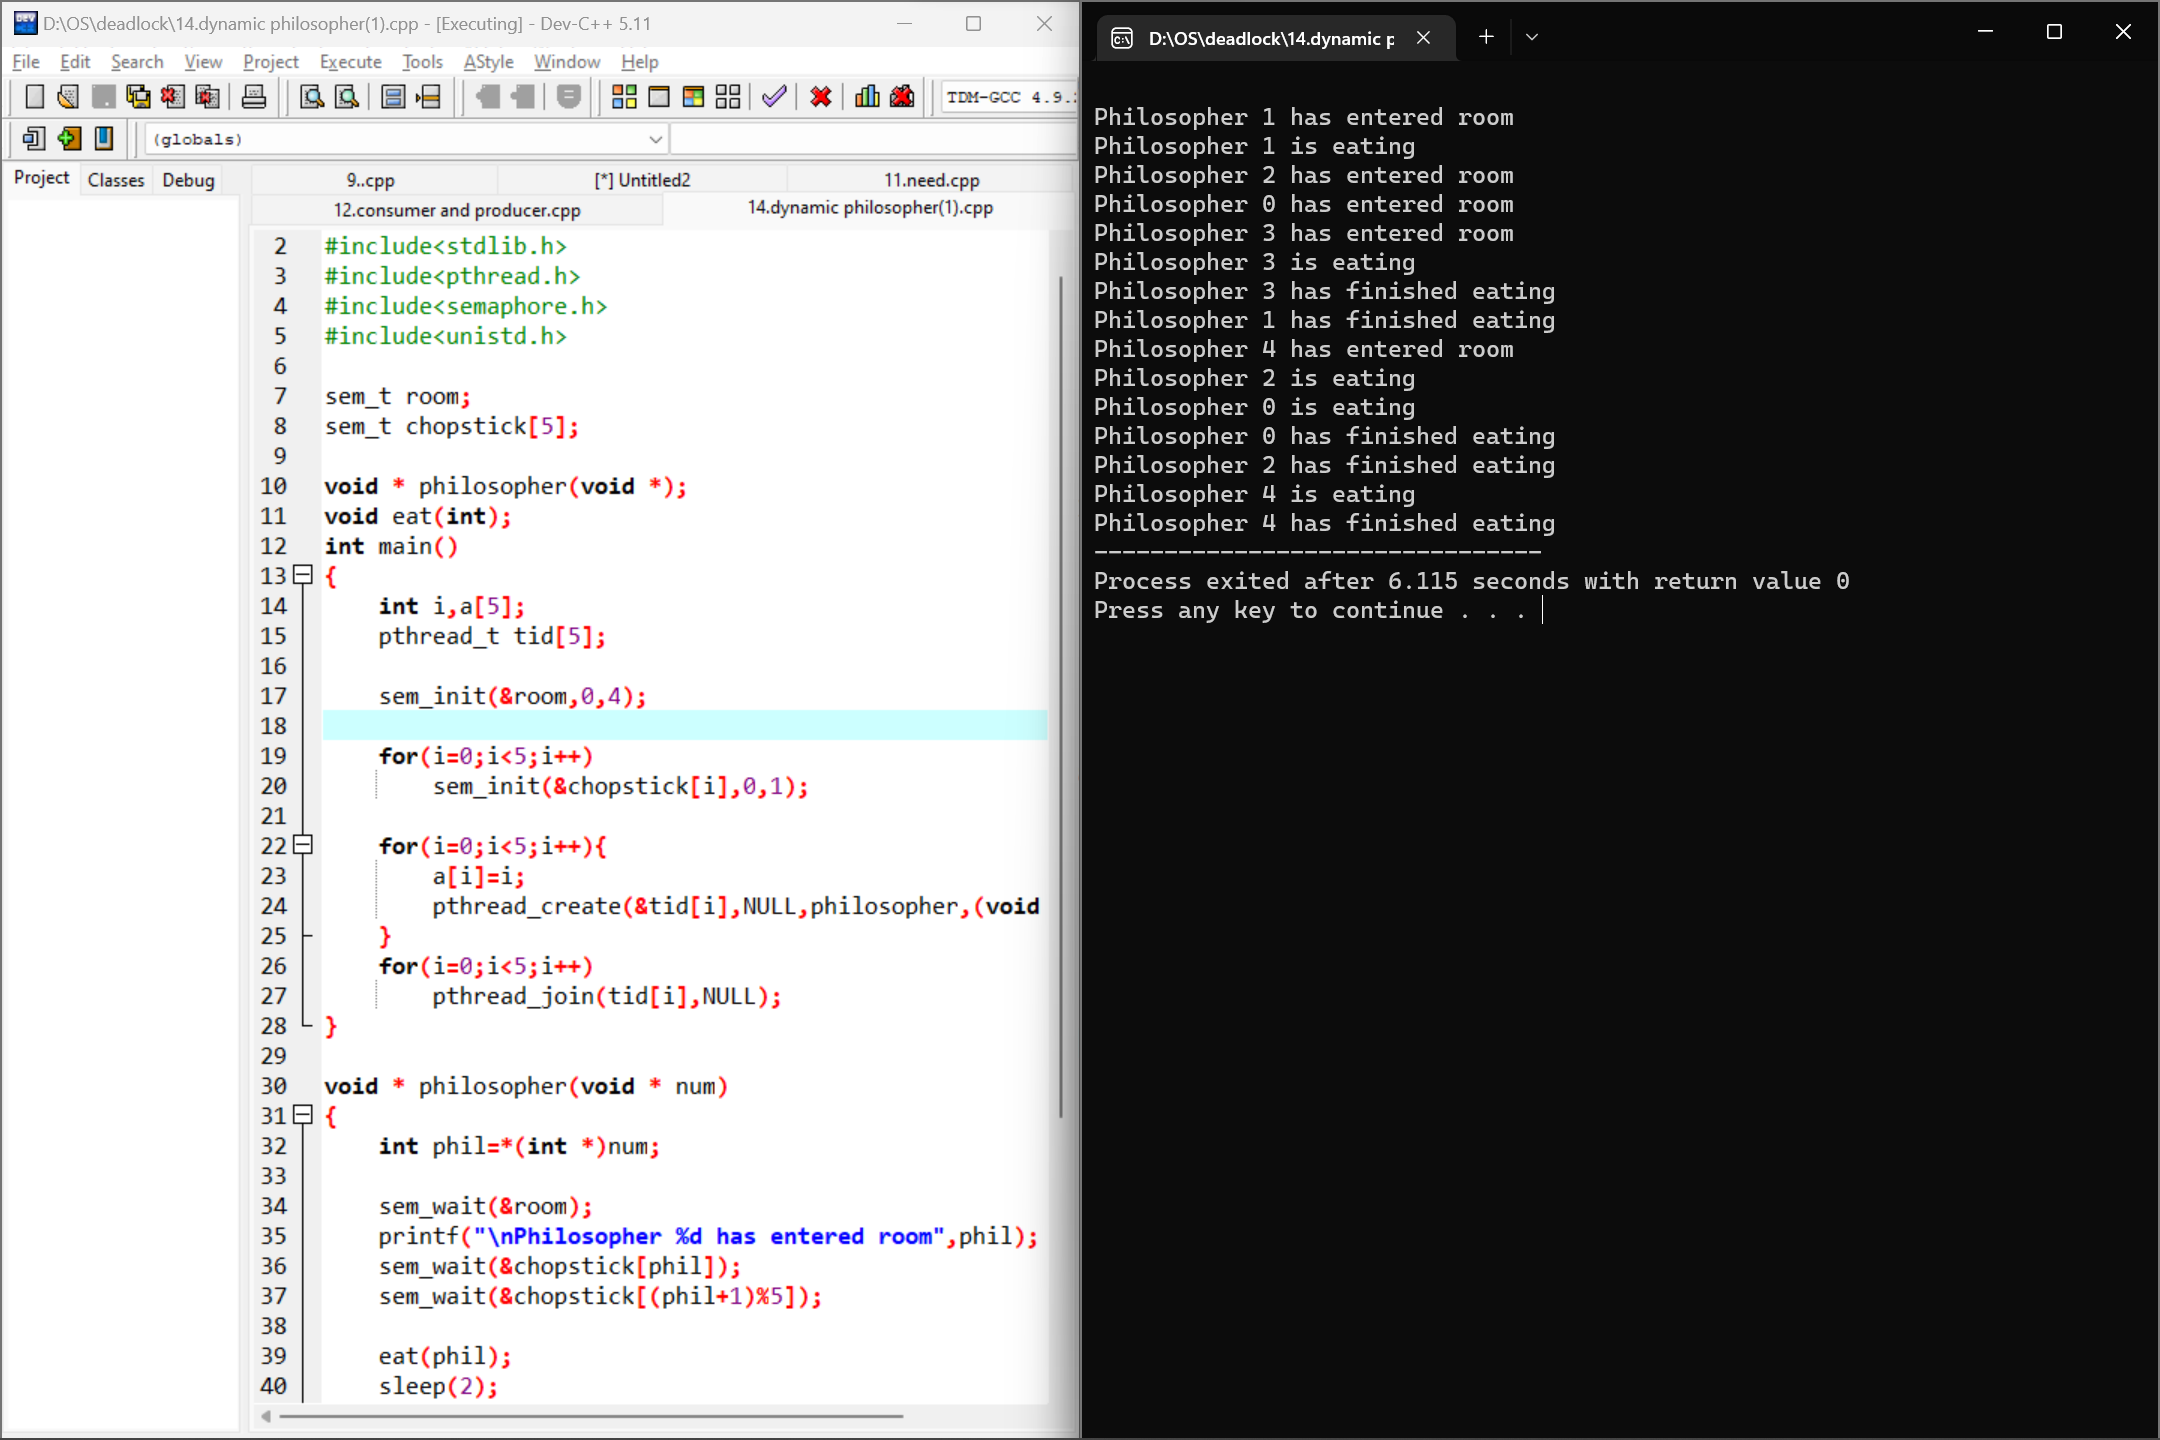 D:\OS\deadlock\14.dynamic philosopher(1).cpp - [Executing] - Dev-C++ 5.11
File Edit Search View Project Execute Tools AStyle Window Help
TDM-GCC 4.9.
(globals)
Project Classes Debug
9..cpp [*] Untitled2 11.need.cpp
12.consumer and producer.cpp 14.dynamic philosopher(1).cpp
2 #include<stdlib.h>
3 #include<pthread.h>
4 #include<semaphore.h>
5 #include<unistd.h>
6
7 sem_t room;
8 sem_t chopstick[5];
9
10 void * philosopher(void *);
11 void eat(int);
12 int main()
13 {
14 int i,a[5];
15 pthread_t tid[5];
16
17 sem_init(&room,0,4);
18
19 for(i=0;i<5;i++)
20 sem_init(&chopstick[i],0,1);
21
22 for(i=0;i<5;i++){
23 a[i]=i;
24 pthread_create(&tid[i],NULL,philosopher,(void
25 }
26 for(i=0;i<5;i++)
27 pthread_join(tid[i],NULL);
28 }
29
30 void * philosopher(void * num)
31 {
32 int phil=*(int *)num;
33
34 sem_wait(&room);
35 printf("\nPhilosopher %d has entered room",phil);
36 sem_wait(&chopstick[phil]);
37 sem_wait(&chopstick[(phil+1)%5]);
38
39 eat(phil);
40 sleep(2);
D:\OS\deadlock\14.dynamic p
Philosopher 1 has entered room
Philosopher 1 is eating
Philosopher 2 has entered room
Philosopher 0 has entered room
Philosopher 3 has entered room
Philosopher 3 is eating
Philosopher 3 has finished eating
Philosopher 1 has finished eating
Philosopher 4 has entered room
Philosopher 2 is eating
Philosopher 0 is eating
Philosopher 0 has finished eating
Philosopher 2 has finished eating
Philosopher 4 is eating
Philosopher 4 has finished eating
--------------------------------
Process exited after 6.115 seconds with return value 0
Press any key to continue . . .